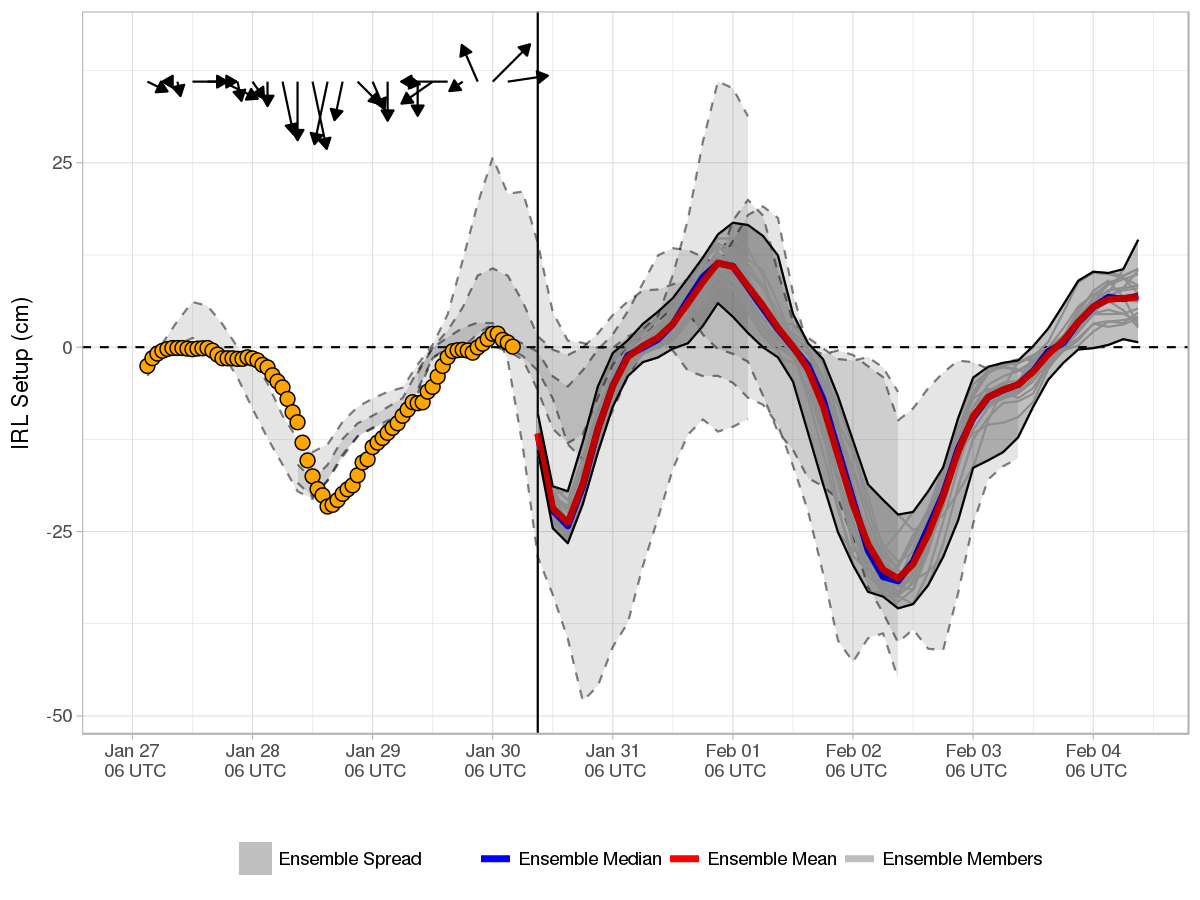 IRL Setup (cm)
25
0
-25
-50
Jan 27 Jan 28 Jan 29 Jan 30 Jan 31 Feb 01 Feb 02 Feb 03 Feb 04
06 UTC 06 UTC 06 UTC 06 UTC 06 UTC 06 UTC 06 UTC 06 UTC 06 UTC
Ensemble Spread Ensemble Median Ensemble Mean Ensemble Members